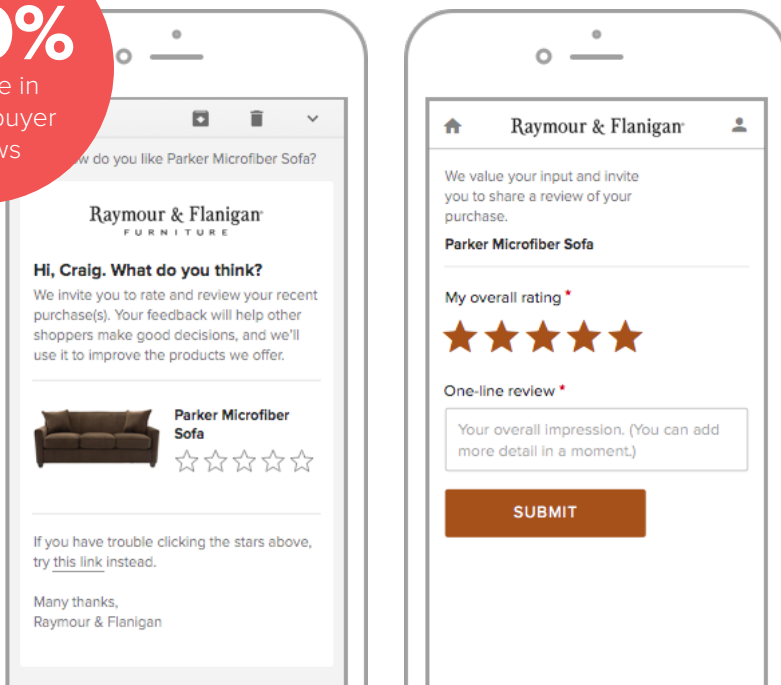 0%
e in
buyer
ws
w do you like Parker Microfiber Sofa?
Raymour & Flanigan
FURNITURE
Hi, Craig. What do you think?
We invite you to rate and review your recent
purchase(s). Your feedback will help other
shoppers make good decisions, and we'll
use it to improve the products we offer.
Parker Microfiber
Sofa
If you have trouble clicking the stars above,
try this link instead.
Many thanks,
Raymour & Flanigan
Raymour & Flanigan
We value your input and invite
you to share a review of your
purchase.
Parker Microfiber Sofa
My overall rating *
One-line review *
Your overall impression. (You can add
more detail in a moment.)
SUBMIT